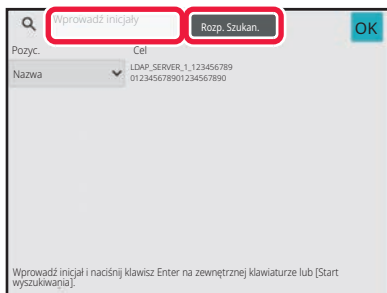 Wprowadź inicjały
Rozp. Szukan.
OK
Pozyc.
Cel
Nazwa
LDAP_SERVER_1_123456789
012345678901234567890
Wprowadź inicjał i naciśnij klawisz Enter na zewnętrznej klawiaturze lub [Start
wyszukiwania].